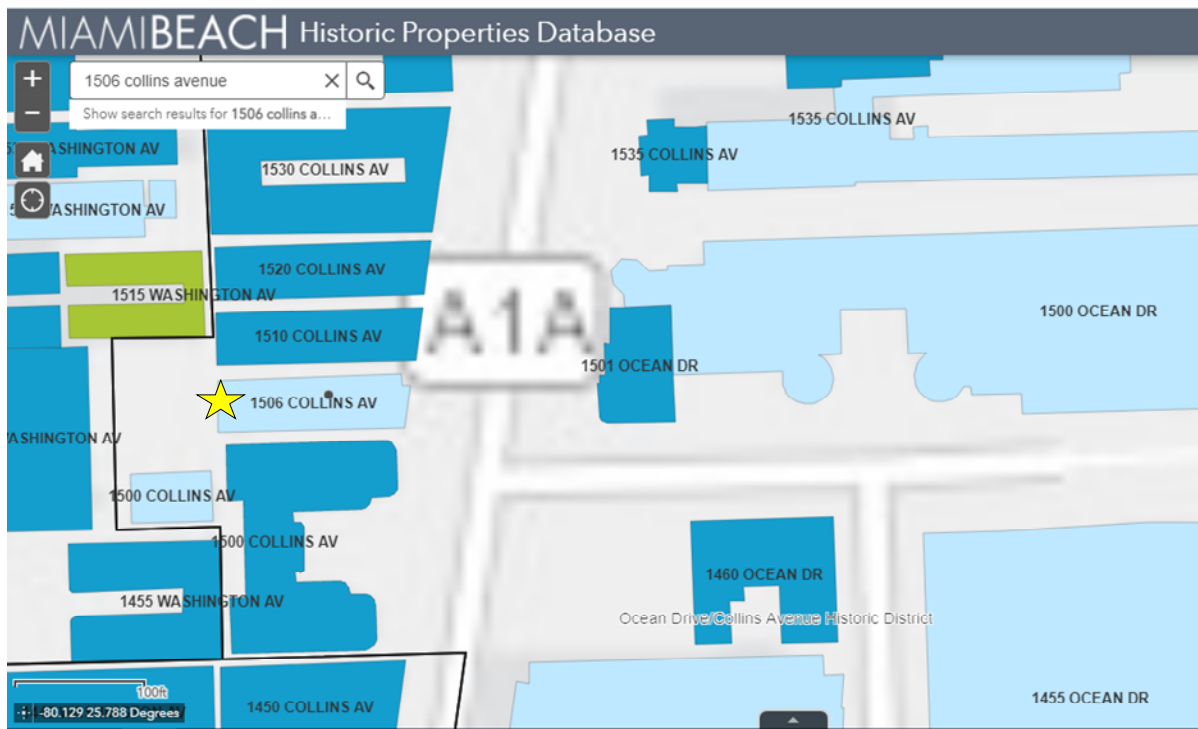 MIAMIBEACH Historic Properties Database
+
1506 collins avenue
Show search results for 1506 collins a...
−
1535 COLLINS AV
ASHINGTON AV
1535 COLLINS AV
1530 COLLINS AV
ASHINGTON AV
1520 COLLINS AV
1515 WASHINGTON AV
1500 OCEAN DR
A1A
1510 COLLINS AV
1501 OCEAN DR
1506 COLLINS AV
ASHINGTON AV
1500 COLLINS AV
1500 COLLINS AV
1460 OCEAN DR
1455 WASHINGTON AV
Ocean Drive/Collins Avenue Historic District
100ft
1455 OCEAN DR
1450 COLLINS AV
-80.129 25.788 Degrees